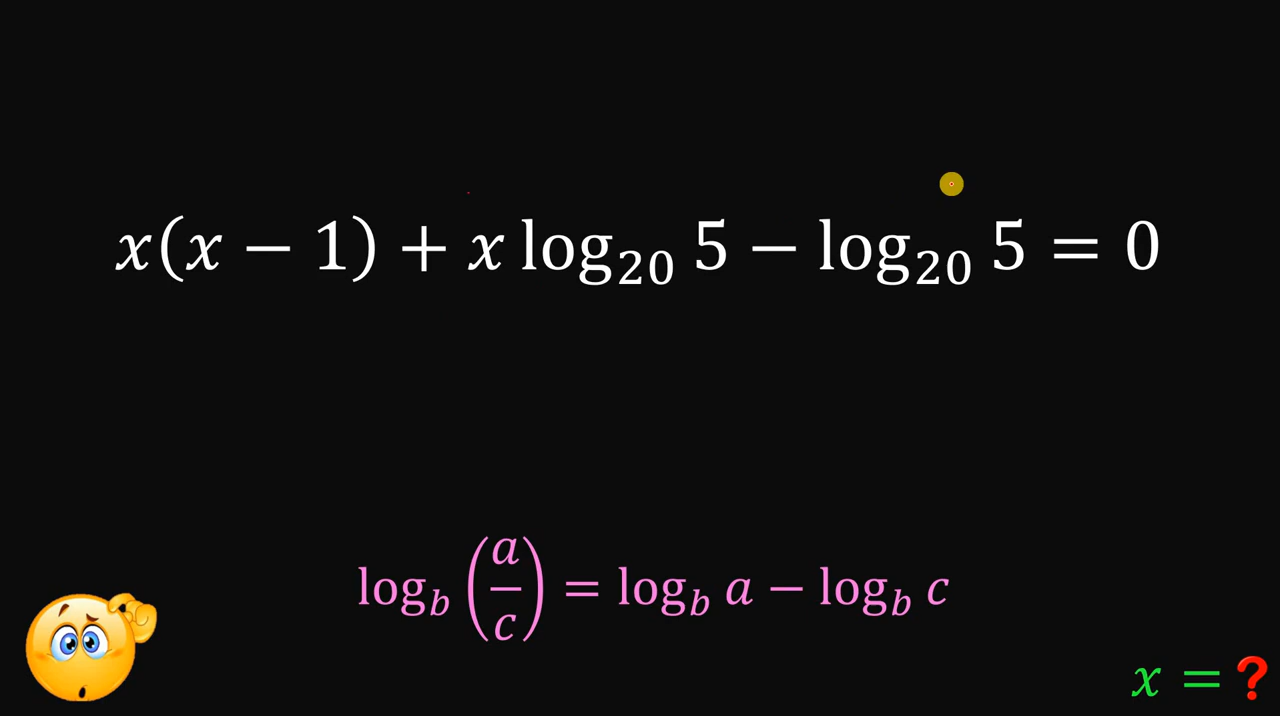 x(x − 1) + x log₂₀ 5 − log₂₀ 5 = 0
log_b (a/c) = log_b a − log_b c
x = ?